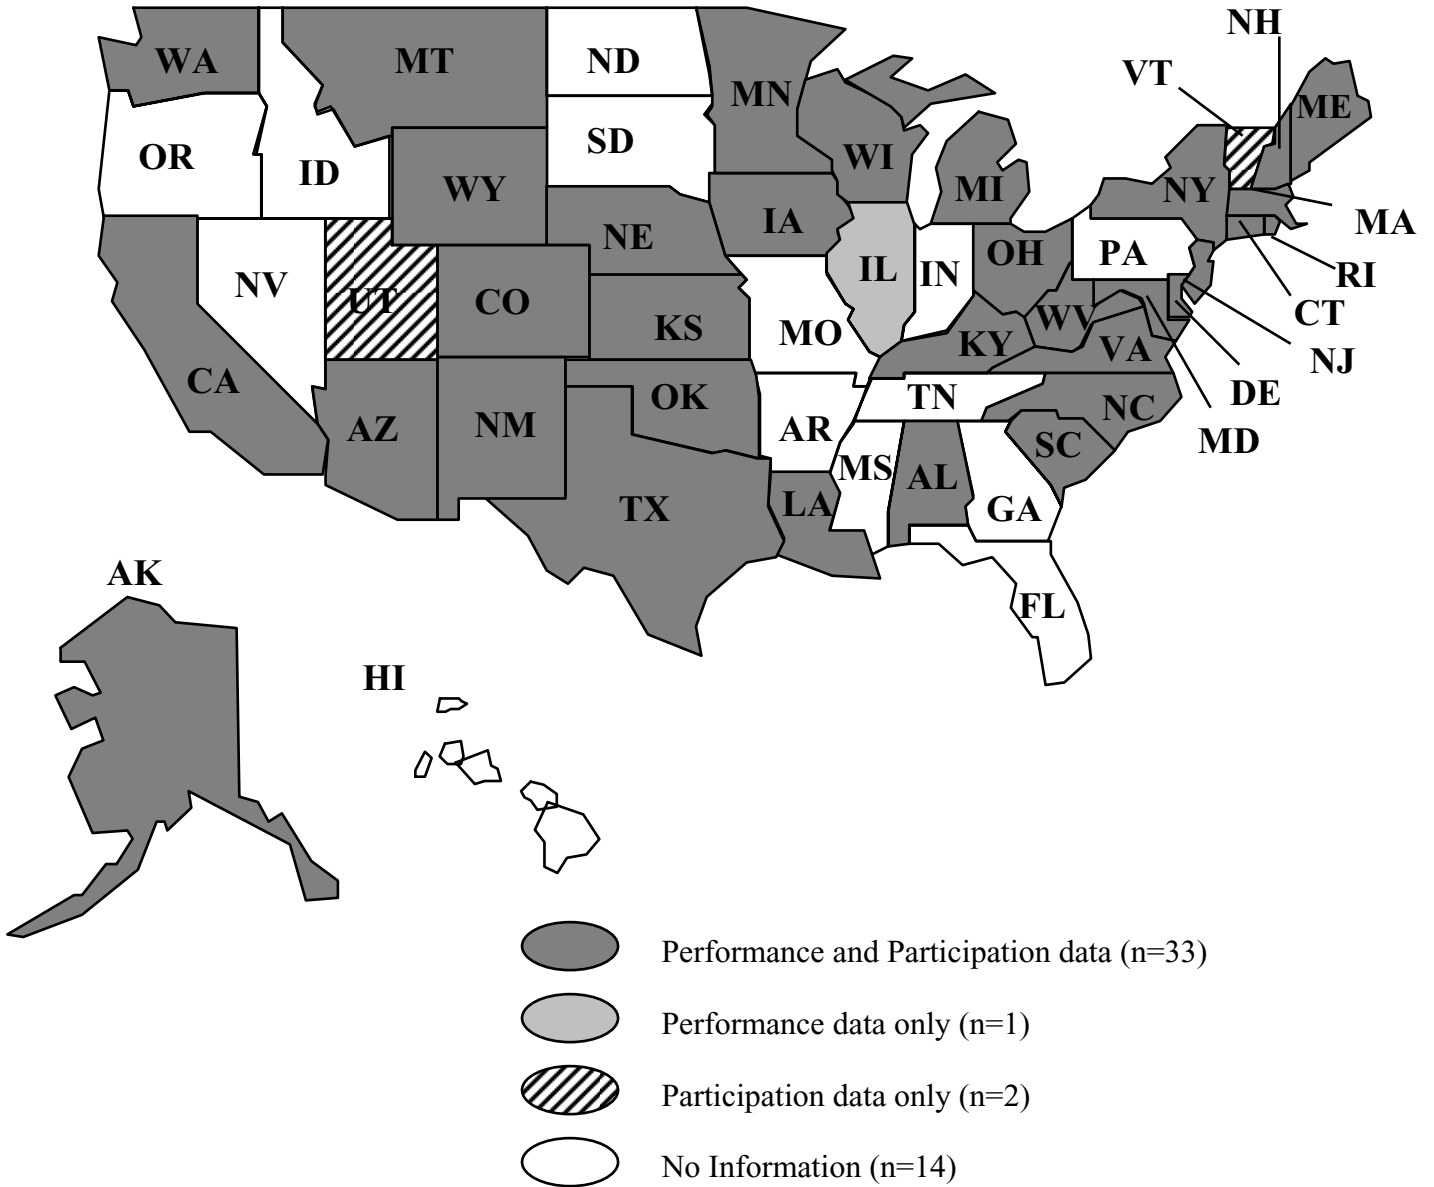 NH
VT
WA
MT
ND
MN
ME
OR
ID
SD
WI
WY
MI
NY
IA
NE
MA
OH
PA
IL
IN
RI
NV
UT
CO
CT
KS
MO
WV
KY
VA
NJ
CA
DE
OK
TN
NC
AZ
NM
AR
MD
SC
MS
AL
LA
GA
TX
AK
FL
HI
Performance and Participation data (n=33)
Performance data only (n=1)
Participation data only (n=2)
No Information (n=14)